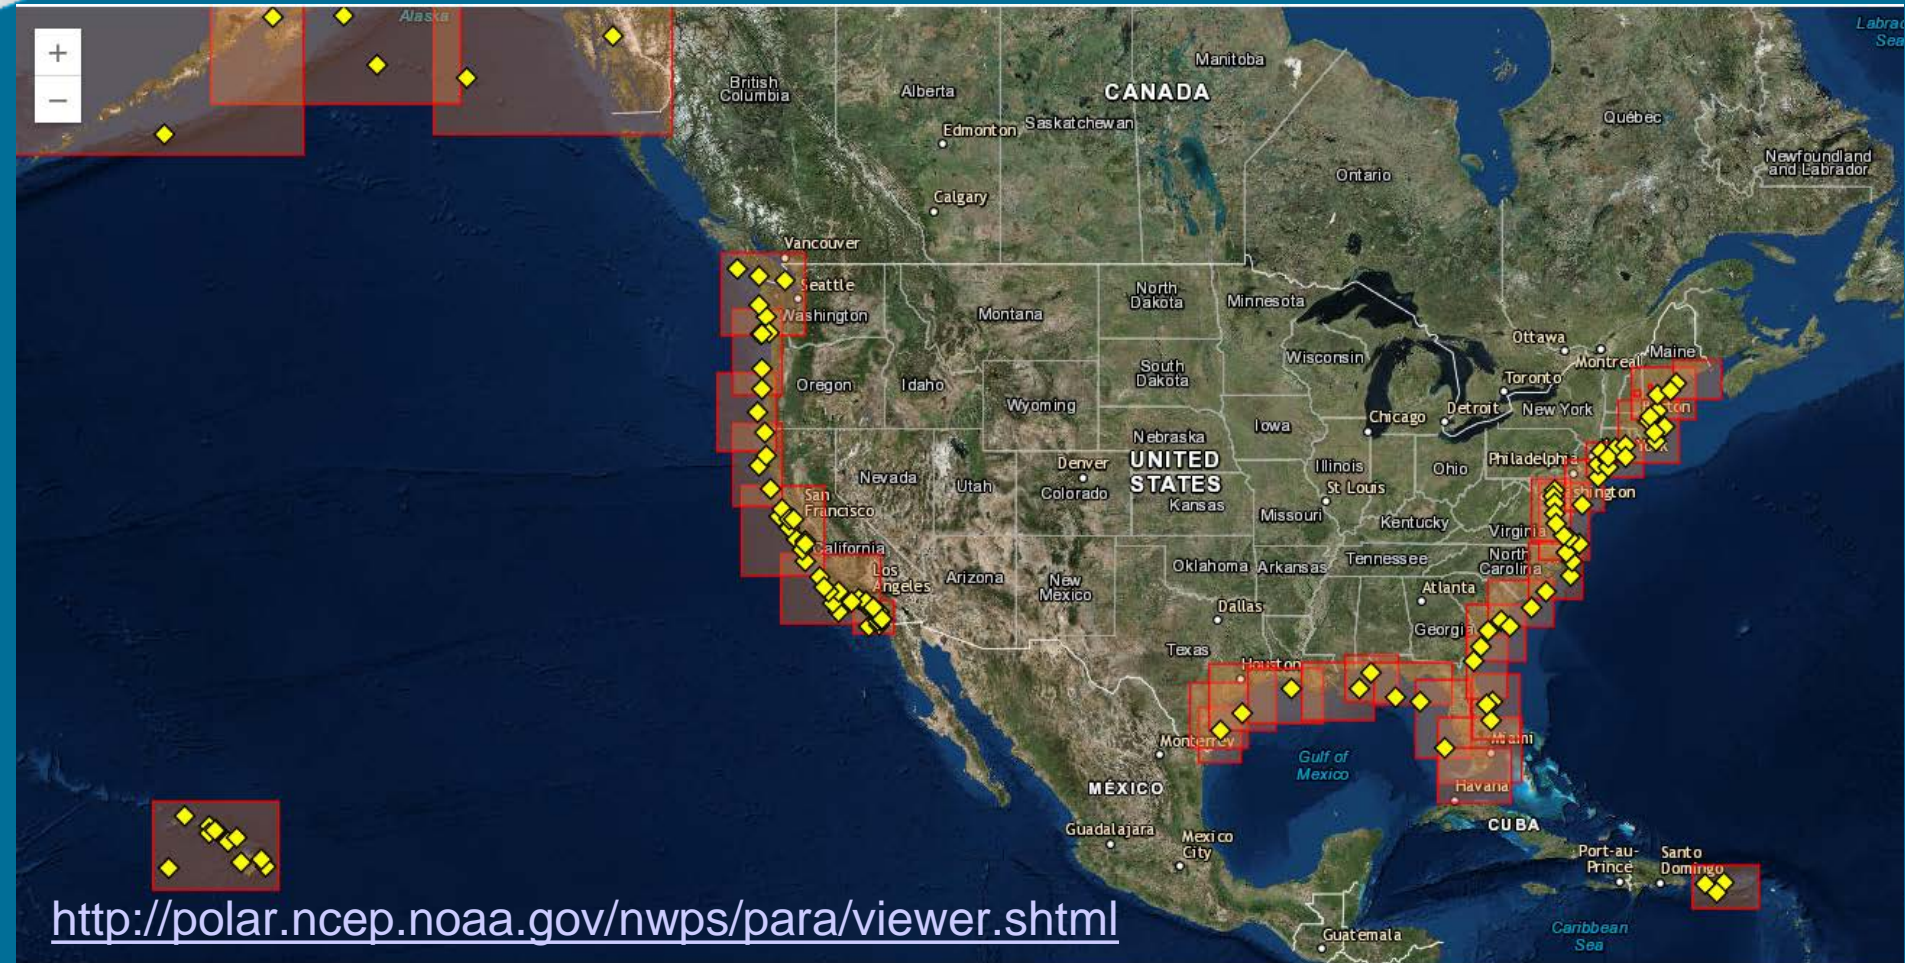 +
−
Alaska
Labrad
Sea
Manitoba
British
Columbia
Alberta
CANADA
Québec
Edmonton
Saskatchewan
Newfoundland
and Labrador
Ontario
Calgary
Vancouver
Seattle
Washington
North
Dakota
Minnesota
Montana
Ottawa
Montreal
Maine
Wisconsin
South
Dakota
Toronto
Oregon
Idaho
Wyoming
Chicago
Detroit
New York
Iowa
Nebraska
UNITED
STATES
Denver
Colorado
Illinois
Ohio
Philadelphia
Nevada
Utah
St Louis
San
Francisco
Kansas
Missouri
Kentucky
Virginia
California
Oklahoma
Arkansas
Tennessee
North
Carolina
Los
Angeles
Arizona
New
Mexico
Atlanta
Dallas
Georgia
Texas
Houston
Monterrey
Miami
Gulf of
Mexico
MÉXICO
Havana
CUBA
Guadalajara
Mexico
City
Port-au-
Prince
Santo
Domingo
http://polar.ncep.noaa.gov/nwps/para/viewer.shtml
Guatemala
Caribbean
Sea